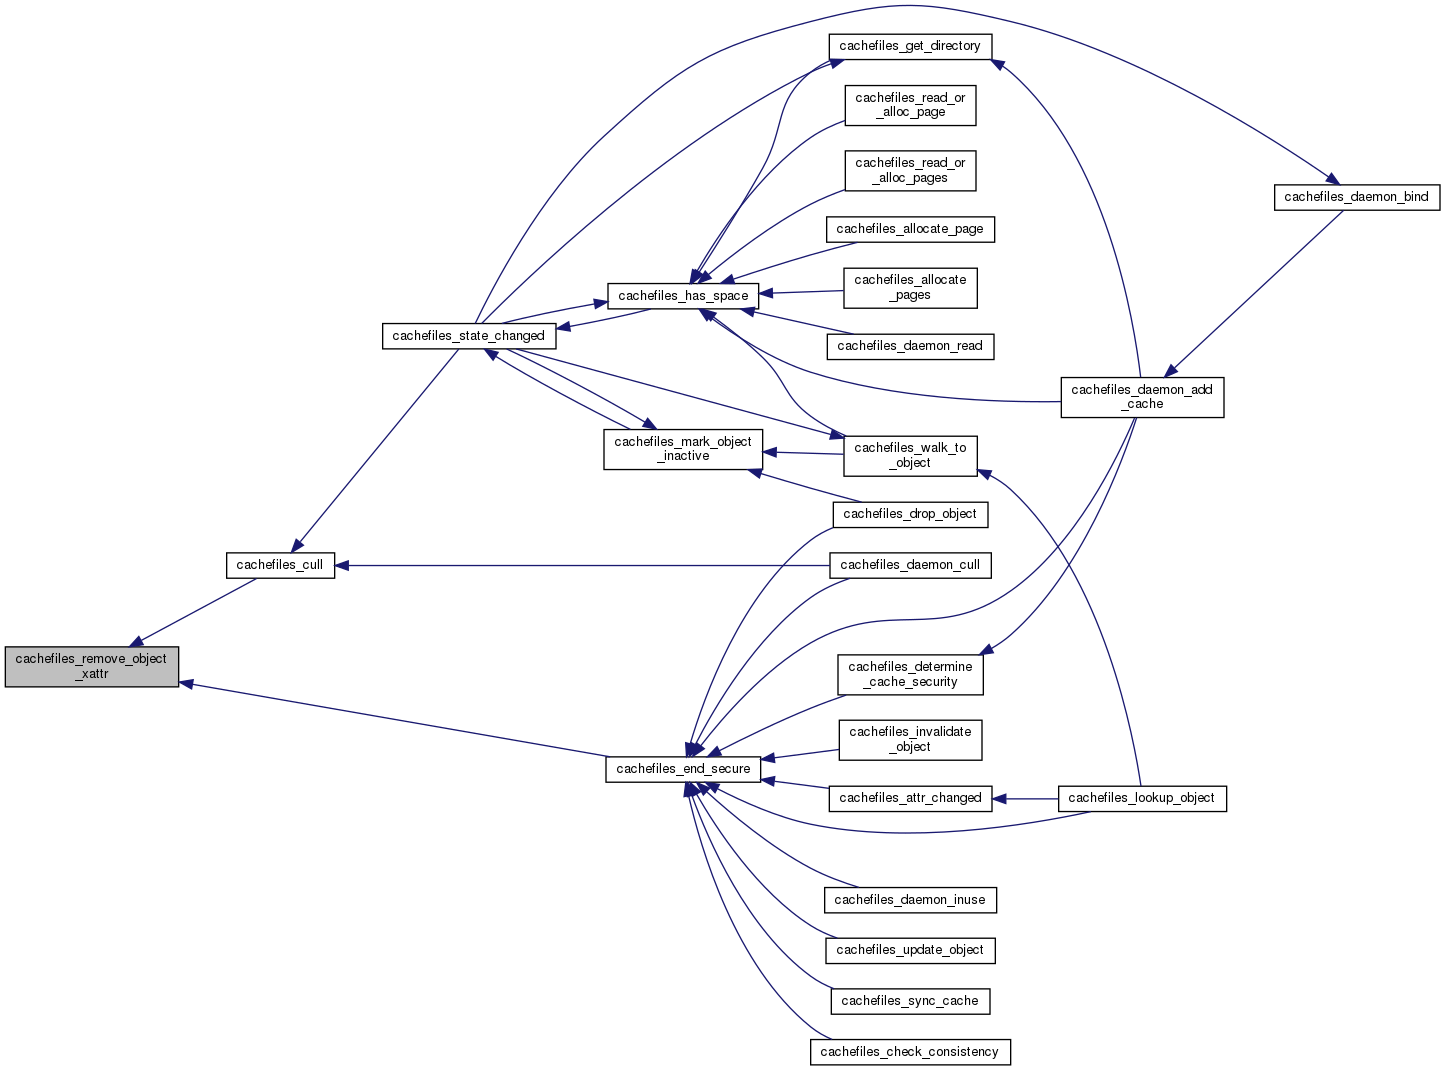 cachefiles_get_directory
cachefiles_read_or
_alloc_page
cachefiles_read_or
_alloc_pages
cachefiles_daemon_bind
cachefiles_allocate_page
cachefiles_allocate
_pages
cachefiles_has_space
cachefiles_state_changed
cachefiles_daemon_read
cachefiles_daemon_add
_cache
cachefiles_mark_object
_inactive
cachefiles_walk_to
_object
cachefiles_drop_object
cachefiles_cull
cachefiles_daemon_cull
cachefiles_remove_object
_xattr
cachefiles_determine
_cache_security
cachefiles_invalidate
_object
cachefiles_end_secure
cachefiles_attr_changed
cachefiles_lookup_object
cachefiles_daemon_inuse
cachefiles_update_object
cachefiles_sync_cache
cachefiles_check_consistency